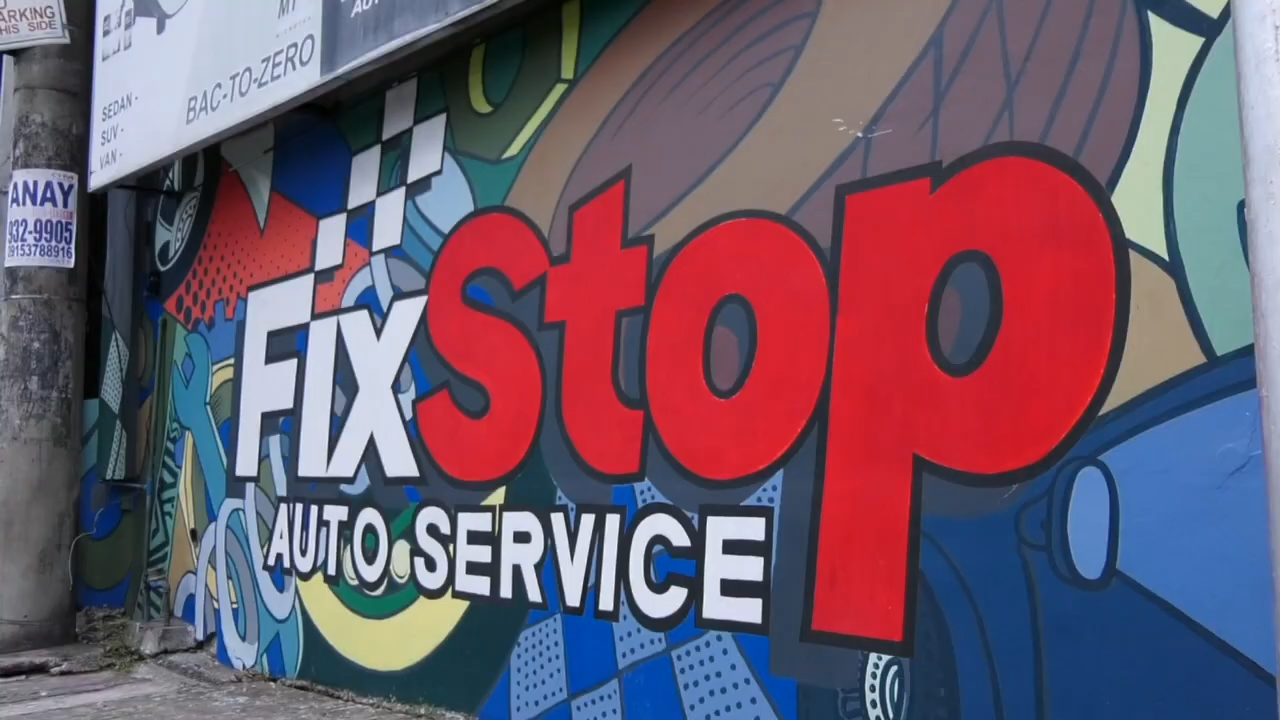 PARKING
THIS SIDE
BAC-TO-ZERO
SEDAN -
SUV -
VAN -
ANAY
932-9905
09153788916
FIXStop
AUTO SERVICE